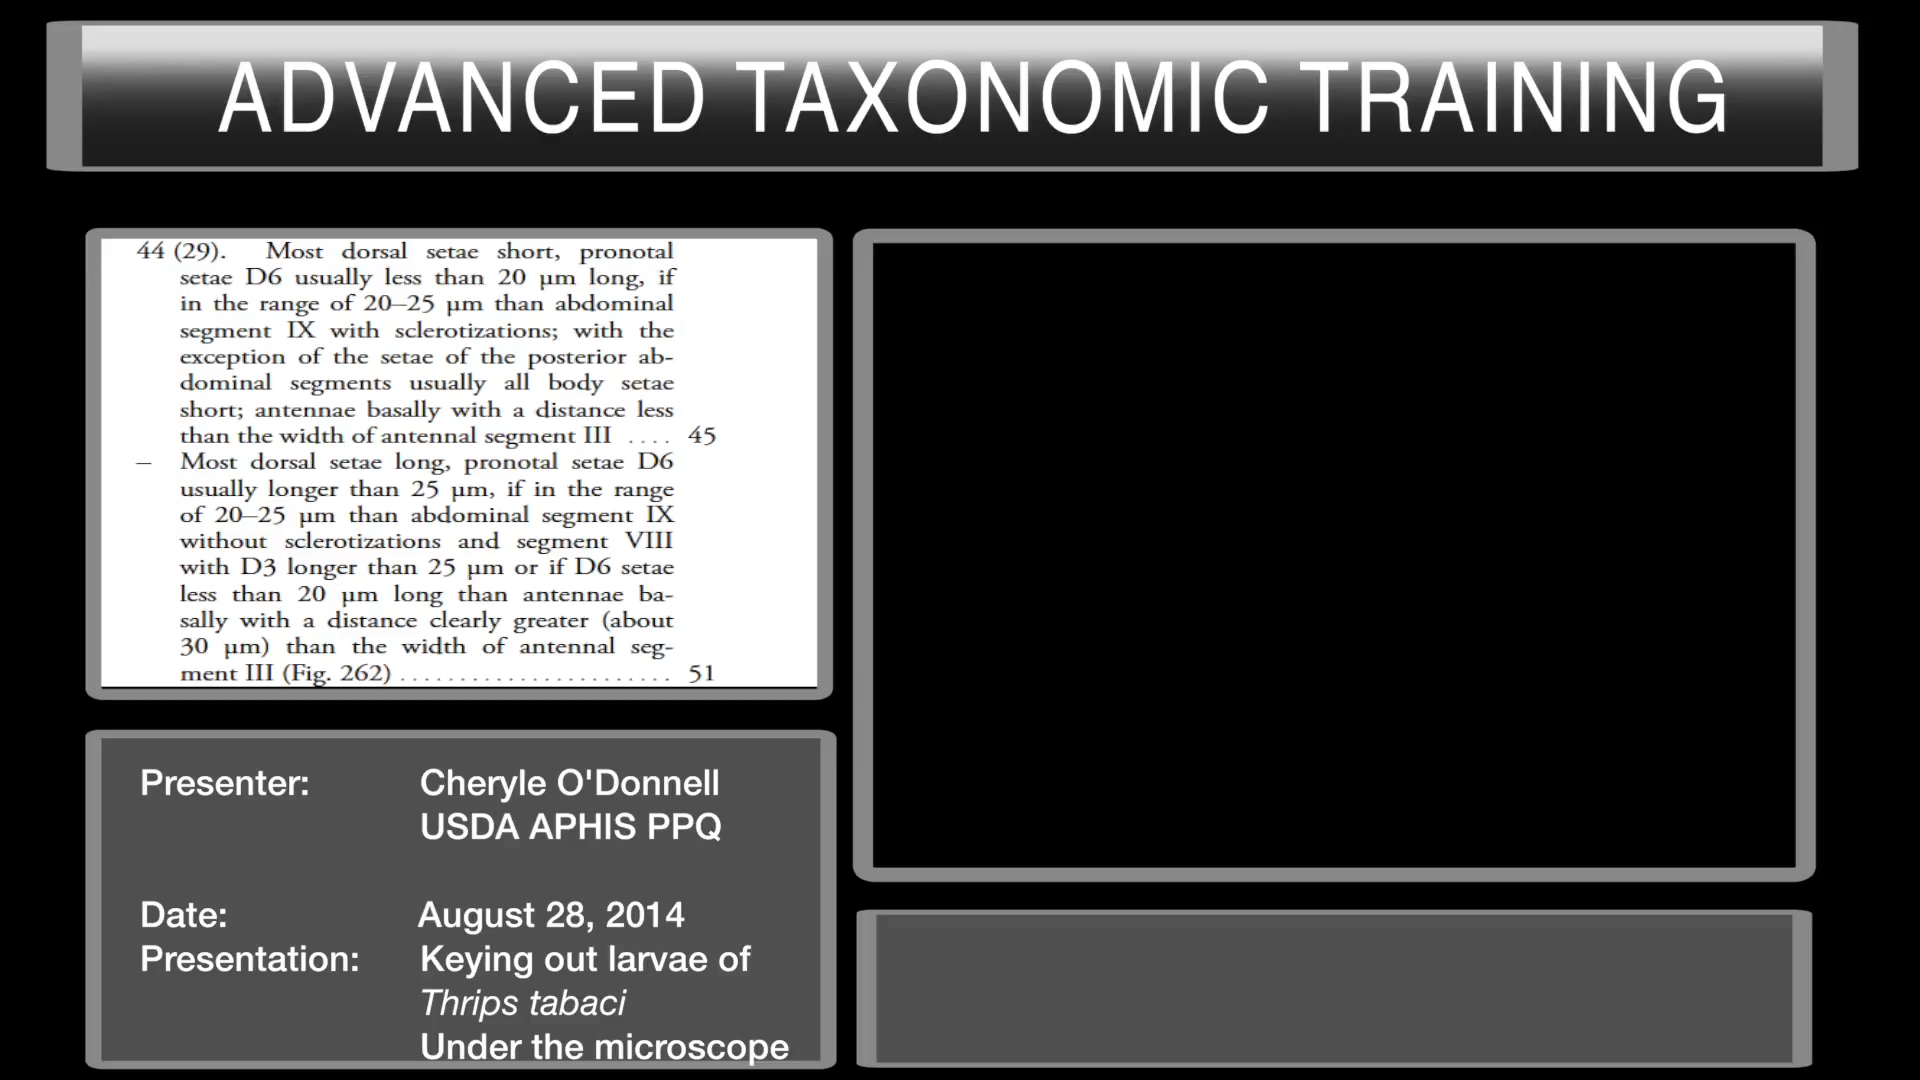 ADVANCED TAXONOMIC TRAINING
44 (29). Most dorsal setae short, pronotal
setae D6 usually less than 20 µm long, if
in the range of 20–25 µm than abdominal
segment IX with sclerotizations; with the
exception of the setae of the posterior ab-
dominal segments usually all body setae
short; antennae basally with a distance less
than the width of antennal segment III .... 45
– Most dorsal setae long, pronotal setae D6
usually longer than 25 µm, if in the range
of 20–25 µm than abdominal segment IX
without sclerotizations and segment VIII
with D3 longer than 25 µm or if D6 setae
less than 20 µm long than antennae ba-
sally with a distance clearly greater (about
30 µm) than the width of antennal seg-
ment III (Fig. 262) ....................... 51
Presenter: Cheryle O'Donnell
USDA APHIS PPQ
Date: August 28, 2014
Presentation: Keying out larvae of
Thrips tabaci
Under the microscope